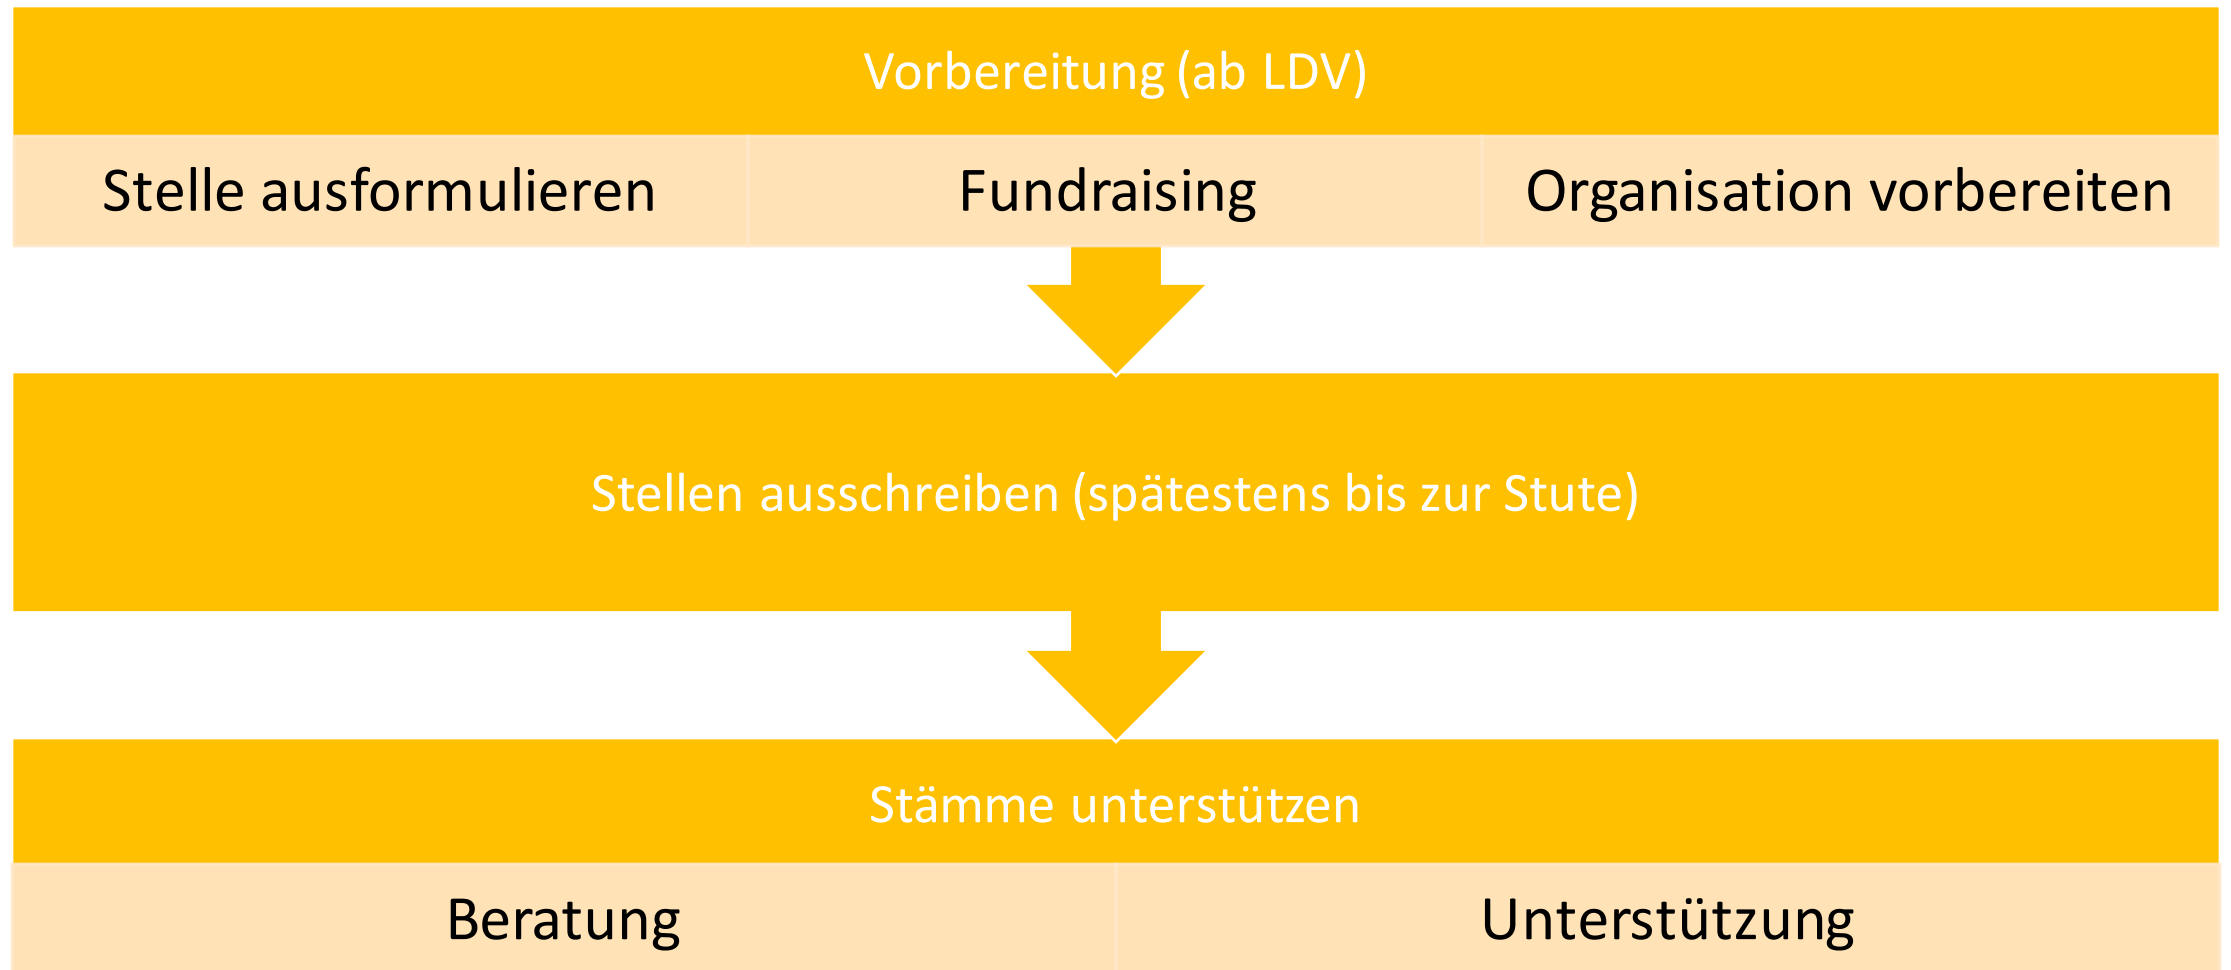 Vorbereitung (ab LDV)
Stelle ausformulieren
Fundraising
Organisation vorbereiten
Stellen ausschreiben (spätestens bis zur Stute)
Stämme unterstützen
Beratung
Unterstützung